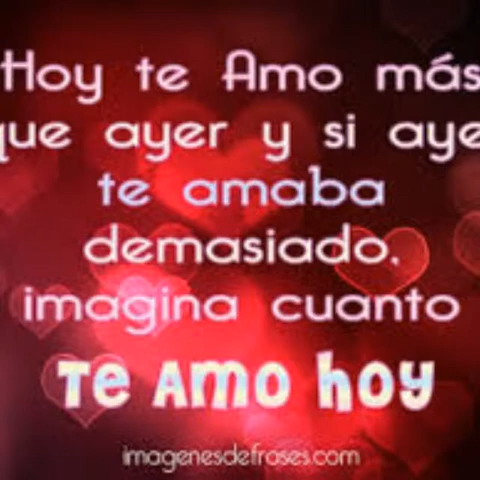 Hoy te Amo más
que ayer y si aye
te amaba
demasiado,
imagina cuanto
Te Amo hoy
imagenesdefrases.com